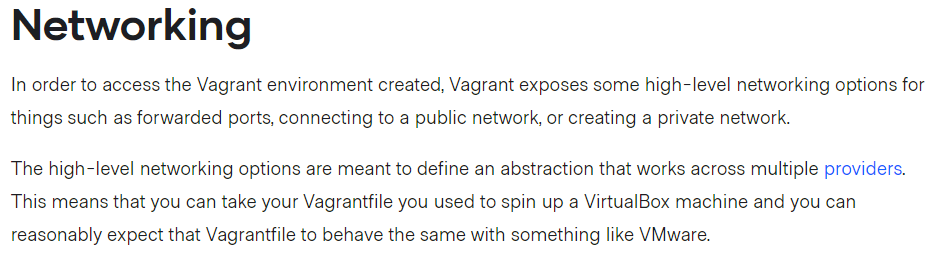 Networking
In order to access the Vagrant environment created, Vagrant exposes some high-level networking options for
things such as forwarded ports, connecting to a public network, or creating a private network.
The high-level networking options are meant to define an abstraction that works across multiple providers.
This means that you can take your Vagrantfile you used to spin up a VirtualBox machine and you can
reasonably expect that Vagrantfile to behave the same with something like VMware.